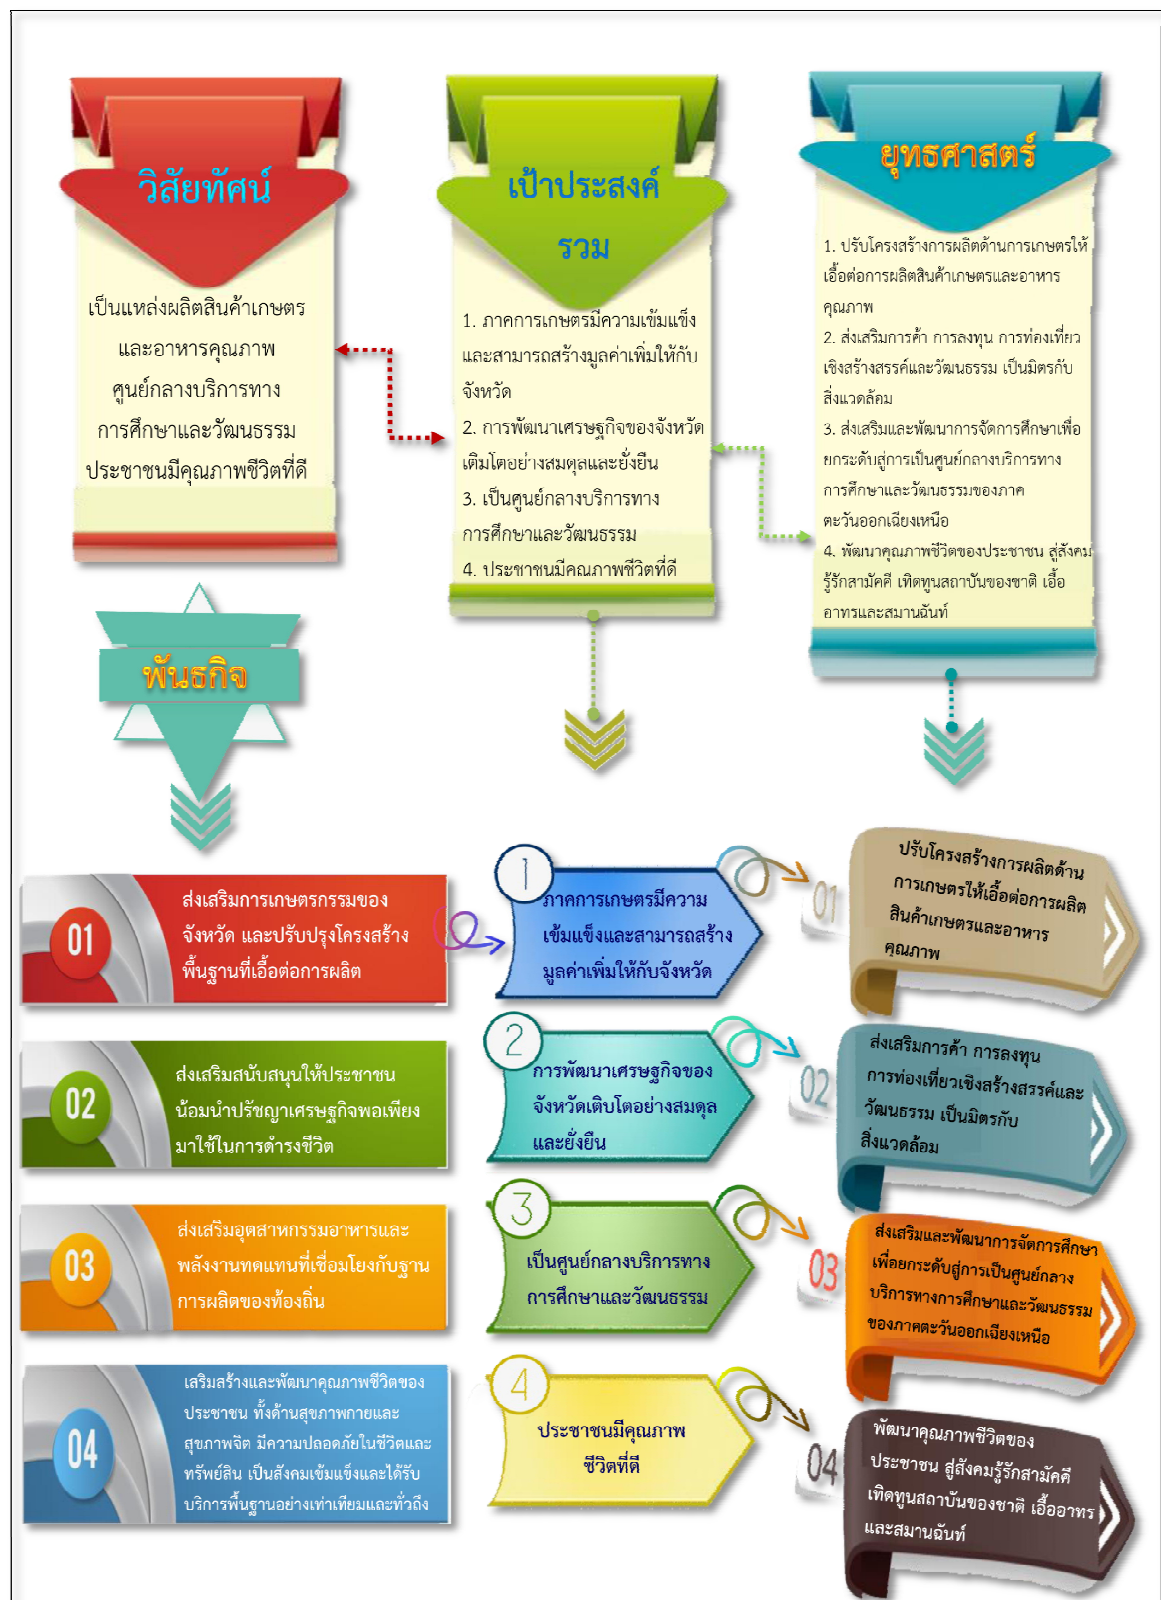 วิสัยทัศน์
เป็นแหล่งผลิตสินค้าเกษตร
และอาหารคุณภาพ
ศูนย์กลางบริการทาง
การศึกษาและวัฒนธรรม
ประชาชนมีคุณภาพชีวิตที่ดี
เป้าประสงค์
รวม
1. ภาคการเกษตรมีความเข้มแข็ง
และสามารถสร้างมูลค่าเพิ่มให้กับ
จังหวัด
2. การพัฒนาเศรษฐกิจของจังหวัด
เติมโตอย่างสมดุลและยั่งยืน
3. เป็นศูนย์กลางบริการทาง
การศึกษาและวัฒนธรรม
4. ประชาชนมีคุณภาพชีวิตที่ดี
ยุทธศาสตร์
1. ปรับโครงสร้างการผลิตด้านการเกษตรให้
เอื้อต่อการผลิตสินค้าเกษตรและอาหาร
คุณภาพ
2. ส่งเสริมการค้า การลงทุน การท่องเที่ยว
เชิงสร้างสรรค์และวัฒนธรรม เป็นมิตรกับ
สิ่งแวดล้อม
3. ส่งเสริมและพัฒนาการจัดการศึกษาเพื่อ
ยกระดับสู่การเป็นศูนย์กลางบริการทาง
การศึกษาและวัฒนธรรมของภาค
ตะวันออกเฉียงเหนือ
4. พัฒนาคุณภาพชีวิตของประชาชน สู่สังคม
รู้รักสามัคคี เทิดทูนสถาบันของชาติ เอื้อ
อาทรและสมานฉันท์
พันธกิจ
01
ส่งเสริมการเกษตรกรรมของ
จังหวัด และปรับปรุงโครงสร้าง
พื้นฐานที่เอื้อต่อการผลิต
1
ภาคการเกษตรมีความ
เข้มแข็งและสามารถสร้าง
มูลค่าเพิ่มให้กับจังหวัด
01
ปรับโครงสร้างการผลิตด้าน
การเกษตรให้เอื้อต่อการผลิต
สินค้าเกษตรและอาหาร
คุณภาพ
02
ส่งเสริมสนับสนุนให้ประชาชน
น้อมนำปรัชญาเศรษฐกิจพอเพียง
มาใช้ในการดำรงชีวิต
2
การพัฒนาเศรษฐกิจของ
จังหวัดเติบโตอย่างสมดุล
และยั่งยืน
02
ส่งเสริมการค้า การลงทุน
การท่องเที่ยวเชิงสร้างสรรค์และ
วัฒนธรรม เป็นมิตรกับ
สิ่งแวดล้อม
03
ส่งเสริมอุตสาหกรรมอาหารและ
พลังงานทดแทนที่เชื่อมโยงกับฐาน
การผลิตของท้องถิ่น
3
เป็นศูนย์กลางบริการทาง
การศึกษาและวัฒนธรรม
03
ส่งเสริมและพัฒนาการจัดการศึกษา
เพื่อยกระดับสู่การเป็นศูนย์กลาง
บริการทางการศึกษาและวัฒนธรรม
ของภาคตะวันออกเฉียงเหนือ
04
เสริมสร้างและพัฒนาคุณภาพชีวิตของ
ประชาชน ทั้งด้านสุขภาพกายและ
สุขภาพจิต มีความปลอดภัยในชีวิตและ
ทรัพย์สิน เป็นสังคมเข้มแข็งและได้รับ
บริการพื้นฐานอย่างเท่าเทียมและทั่วถึง
4
ประชาชนมีคุณภาพ
ชีวิตที่ดี
04
พัฒนาคุณภาพชีวิตของ
ประชาชน สู่สังคมรู้รักสามัคคี
เทิดทูนสถาบันของชาติ เอื้ออาทร
และสมานฉันท์